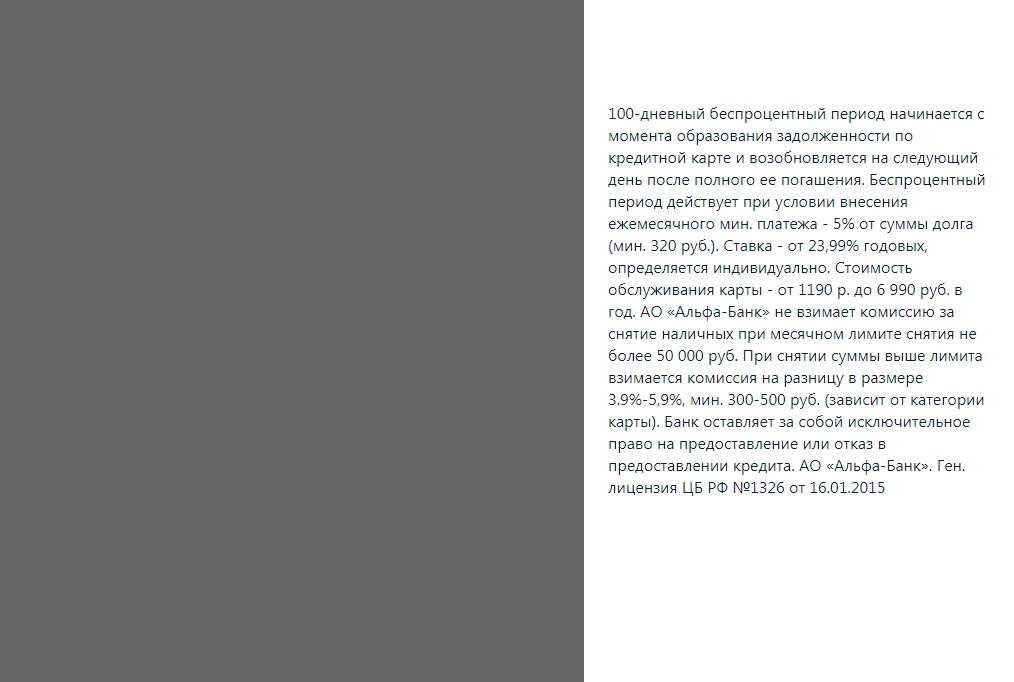 100-дневный беспроцентный период начинается с
момента образования задолженности по
кредитной карте и возобновляется на следующий
день после полного ее погашения. Беспроцентный
период действует при условии внесения
ежемесячного мин. платежа - 5% от суммы долга
(мин. 320 руб.). Ставка - от 23,99% годовых,
определяется индивидуально. Стоимость
обслуживания карты - от 1190 р. до 6 990 руб. в
год. АО «Альфа-Банк» не взимает комиссию за
снятие наличных при месячном лимите снятия не
более 50 000 руб. При снятии суммы выше лимита
взимается комиссия на разницу в размере
3.9%-5,9%, мин. 300-500 руб. (зависит от категории
карты). Банк оставляет за собой исключительное
право на предоставление или отказ в
предоставлении кредита. АО «Альфа-Банк». Ген.
лицензия ЦБ РФ №1326 от 16.01.2015